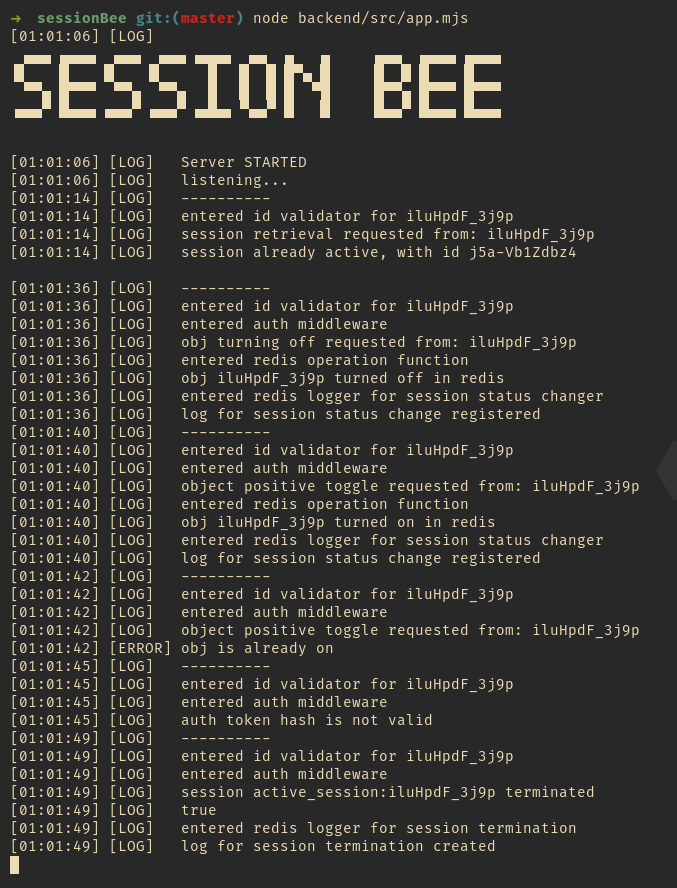 → sessionBee git:(master) node backend/src/app.mjs
[01:01:06] [LOG]
SESSION BEE
[01:01:06] [LOG]   Server STARTED
[01:01:06] [LOG]   listening...
[01:01:14] [LOG]   ----------
[01:01:14] [LOG]   entered id validator for iluHpdF_3j9p
[01:01:14] [LOG]   session retrieval requested from: iluHpdF_3j9p
[01:01:14] [LOG]   session already active, with id j5a-Vb1Zdbz4
[01:01:36] [LOG]   ----------
[01:01:36] [LOG]   entered id validator for iluHpdF_3j9p
[01:01:36] [LOG]   entered auth middleware
[01:01:36] [LOG]   obj turning off requested from: iluHpdF_3j9p
[01:01:36] [LOG]   entered redis operation function
[01:01:36] [LOG]   obj iluHpdF_3j9p turned off in redis
[01:01:36] [LOG]   entered redis logger for session status changer
[01:01:36] [LOG]   log for session status change registered
[01:01:40] [LOG]   ----------
[01:01:40] [LOG]   entered id validator for iluHpdF_3j9p
[01:01:40] [LOG]   entered auth middleware
[01:01:40] [LOG]   object positive toggle requested from: iluHpdF_3j9p
[01:01:40] [LOG]   entered redis operation function
[01:01:40] [LOG]   obj iluHpdF_3j9p turned on in redis
[01:01:40] [LOG]   entered redis logger for session status changer
[01:01:40] [LOG]   log for session status change registered
[01:01:42] [LOG]   ----------
[01:01:42] [LOG]   entered id validator for iluHpdF_3j9p
[01:01:42] [LOG]   entered auth middleware
[01:01:42] [LOG]   object positive toggle requested from: iluHpdF_3j9p
[01:01:42] [ERROR] obj is already on
[01:01:45] [LOG]   ----------
[01:01:45] [LOG]   entered id validator for iluHpdF_3j9p
[01:01:45] [LOG]   entered auth middleware
[01:01:45] [LOG]   auth token hash is not valid
[01:01:49] [LOG]   ----------
[01:01:49] [LOG]   entered id validator for iluHpdF_3j9p
[01:01:49] [LOG]   entered auth middleware
[01:01:49] [LOG]   session active_session:iluHpdF_3j9p terminated
[01:01:49] [LOG]   true
[01:01:49] [LOG]   entered redis logger for session termination
[01:01:49] [LOG]   log for session termination created